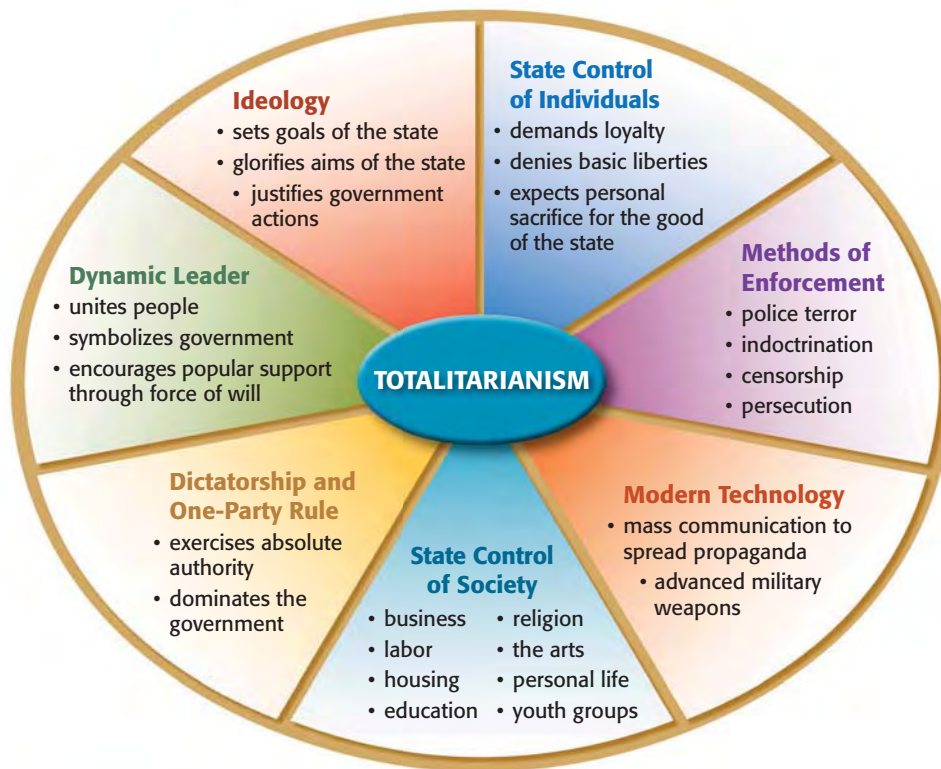 Ideology
• sets goals of the state
• glorifies aims of the state
• justifies government
actions
State Control
of Individuals
• demands loyalty
• denies basic liberties
• expects personal
sacrifice for the good
of the state
Dynamic Leader
• unites people
• symbolizes government
• encourages popular support
through force of will
Methods of
Enforcement
• police terror
• indoctrination
• censorship
• persecution
TOTALITARIANISM
Dictatorship and
One-Party Rule
• exercises absolute
authority
• dominates the
government
State Control
of Society
• business
• labor
• housing
• education
• religion
• the arts
• personal life
• youth groups
Modern Technology
• mass communication to
spread propaganda
• advanced military
weapons